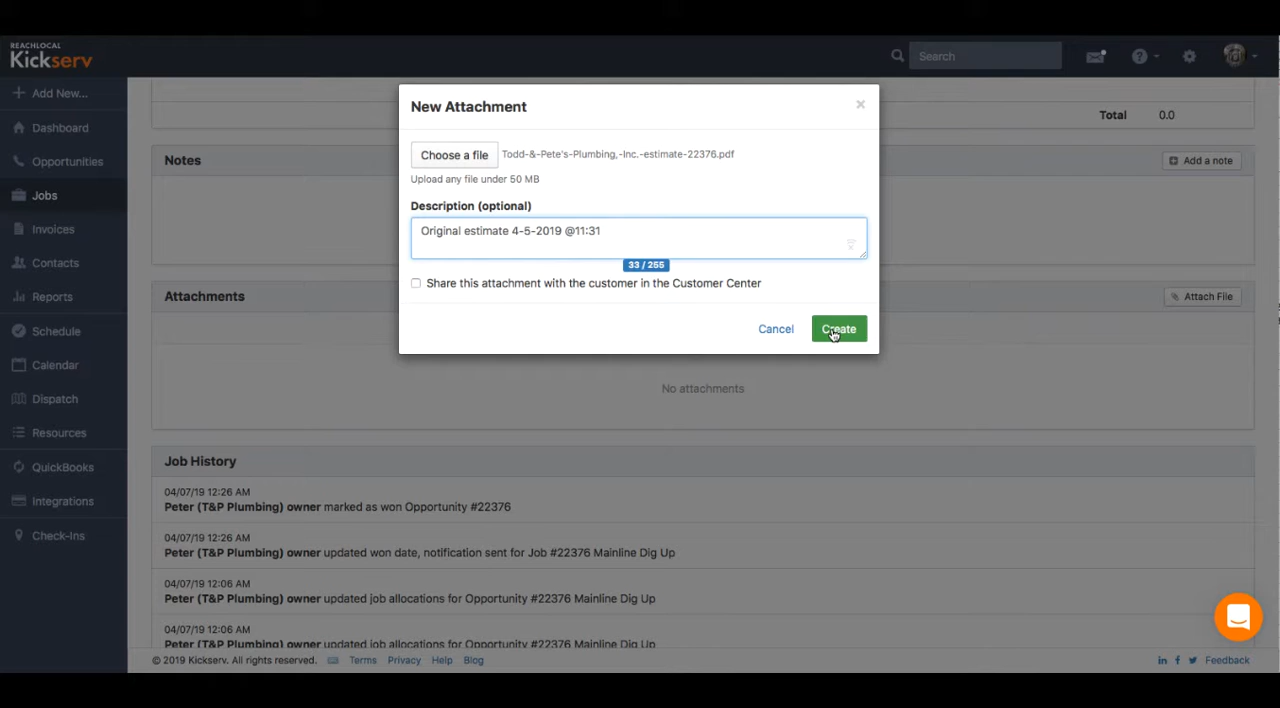 REACHLOCAL
Kickserv
Search
Add New...
Dashboard
Opportunities
Jobs
Invoices
Contacts
Reports
Schedule
Calendar
Dispatch
Resources
QuickBooks
Integrations
Check-Ins
Total 0.0
Notes
Add a note
Attachments
Attach File
No attachments
New Attachment
×
Choose a file Todd-&-Pete's-Plumbing,-Inc.-estimate-22376.pdf
Upload any file under 50 MB
Description (optional)
Original estimate 4-5-2019 @11:31
33 / 255
Share this attachment with the customer in the Customer Center
Cancel Create
Job History
04/07/19 12:26 AM
Peter (T&P Plumbing) owner marked as won Opportunity #22376
04/07/19 12:26 AM
Peter (T&P Plumbing) owner updated won date, notification sent for Job #22376 Mainline Dig Up
04/07/19 12:06 AM
Peter (T&P Plumbing) owner updated job allocations for Opportunity #22376 Mainline Dig Up
04/07/19 12:06 AM
Peter (T&P Plumbing) owner updated job allocations for Opportunity #22376 Mainline Dig Up
© 2019 Kickserv. All rights reserved. Terms Privacy Help Blog
Feedback